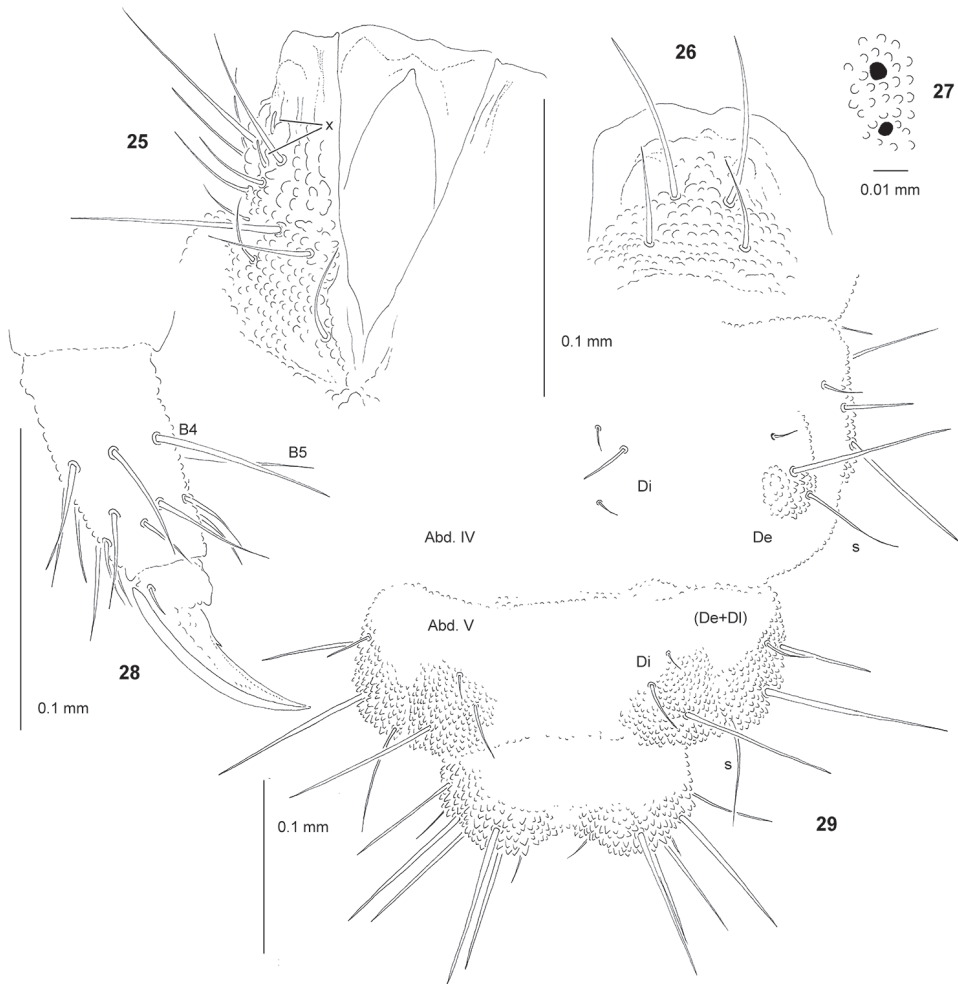 26
27
x
25
0.01 mm
0.1 mm
B4
B5
Di
Abd. IV
De
s
Abd. V
(De+Dl)
Di
28
0.1 mm
s
29
0.1 mm